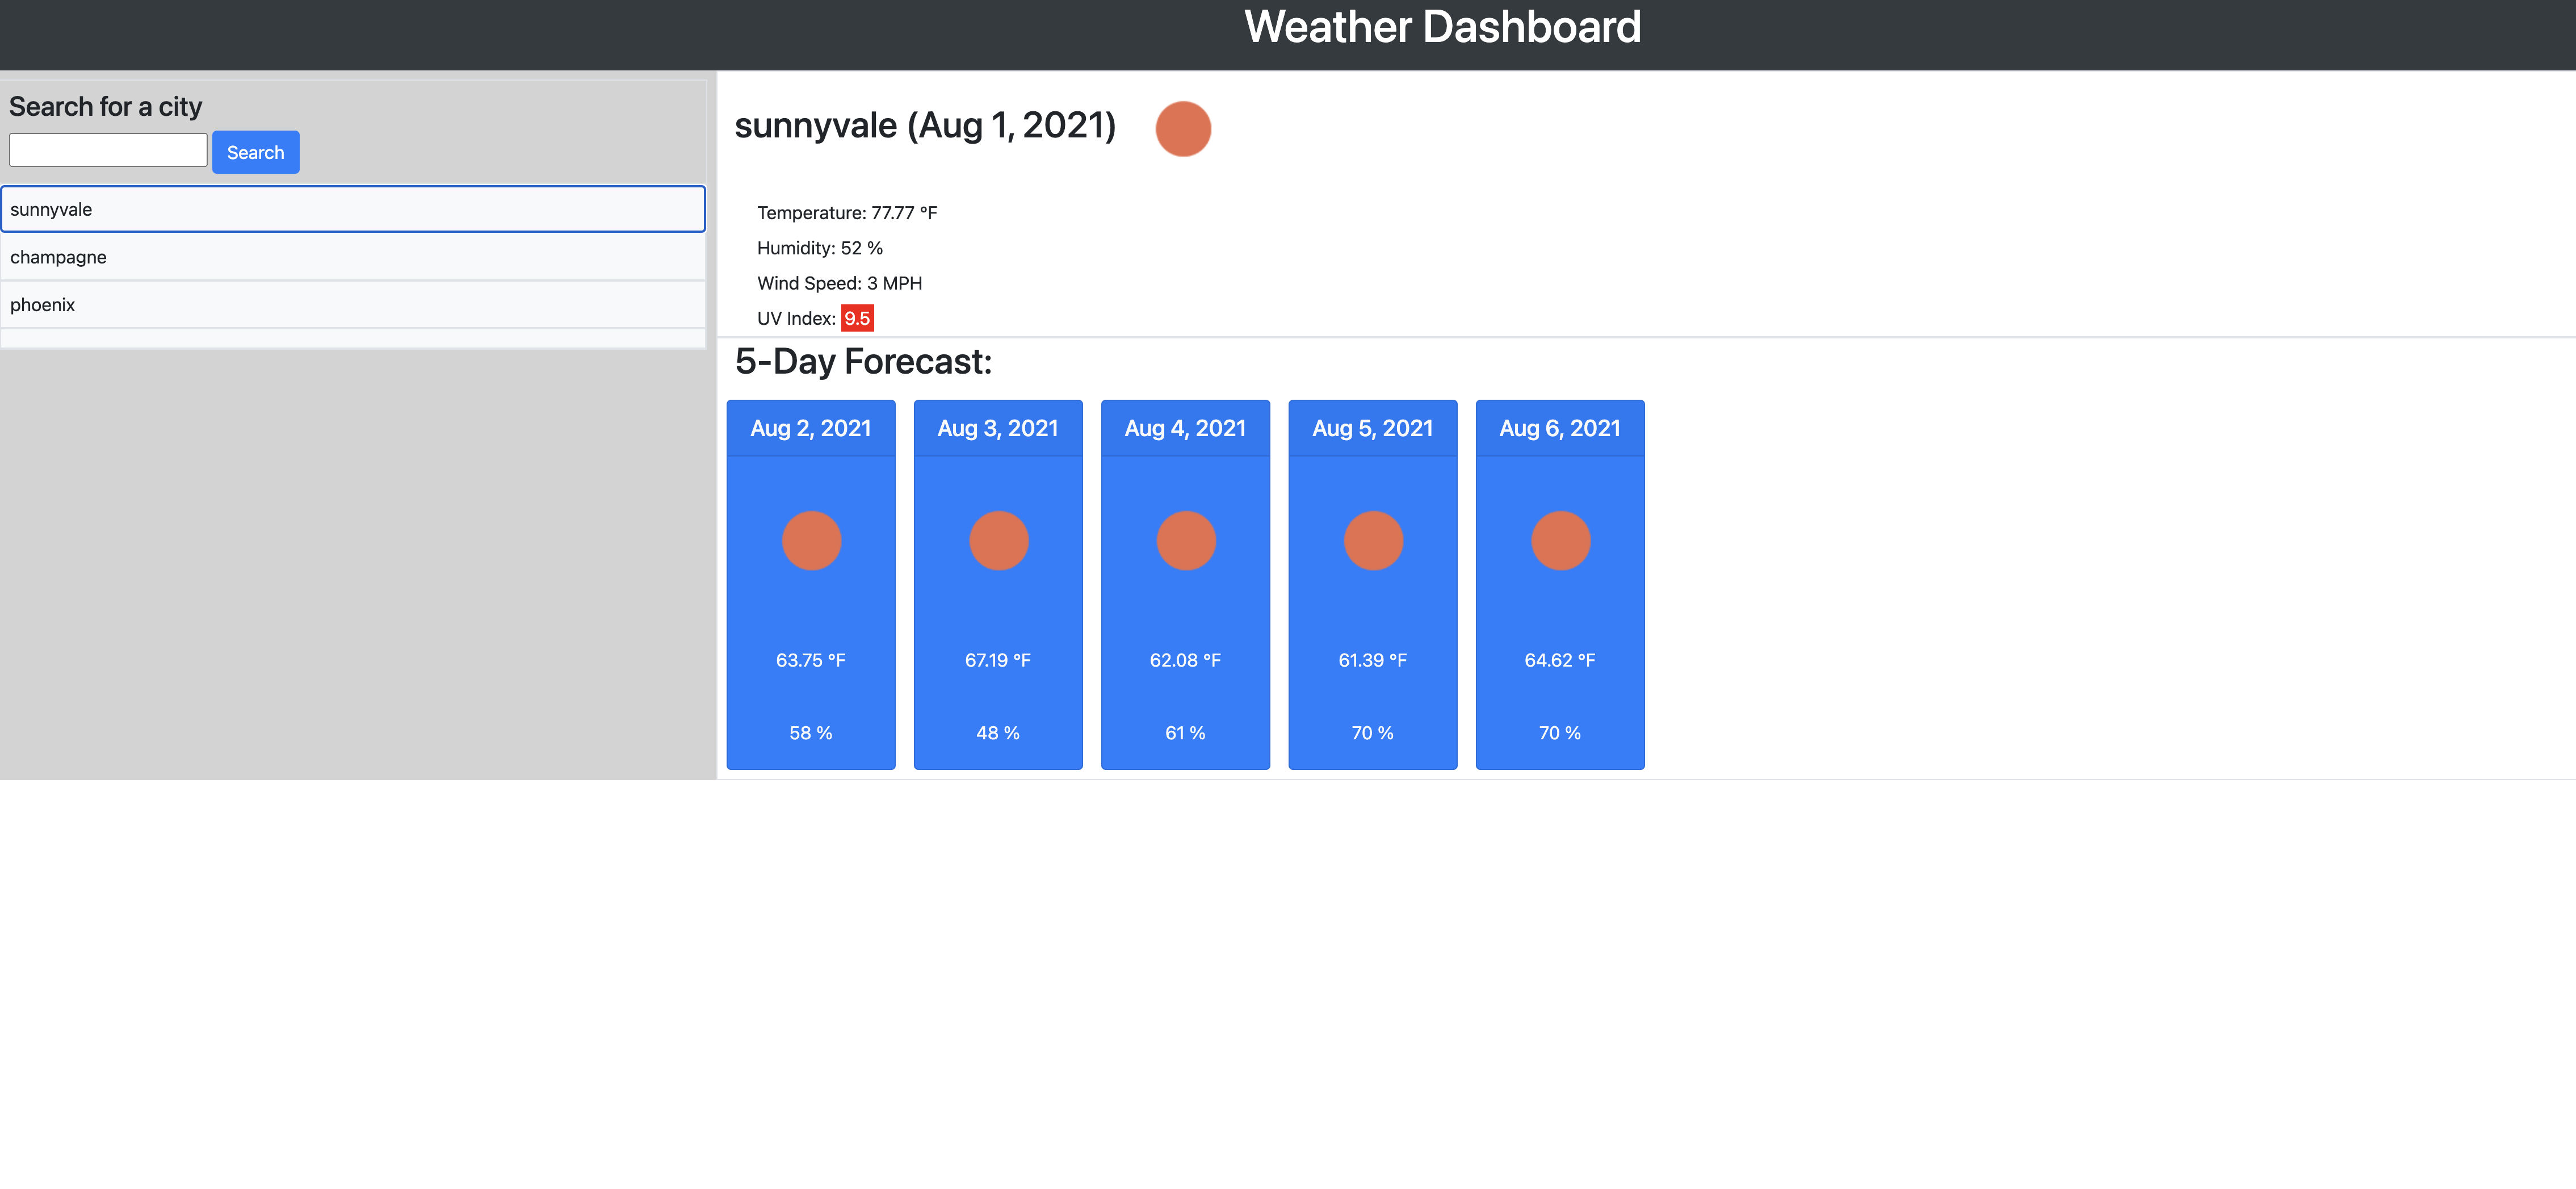 Weather Dashboard
Search for a city
Search
sunnyvale
champagne
phoenix
sunnyvale (Aug 1, 2021)
Temperature: 77.77 °F
Humidity: 52 %
Wind Speed: 3 MPH
UV Index: 9.5
5-Day Forecast:
Aug 2, 2021 Aug 3, 2021 Aug 4, 2021 Aug 5, 2021 Aug 6, 2021
63.75 °F 67.19 °F 62.08 °F 61.39 °F 64.62 °F
58 % 48 % 61 % 70 % 70 %